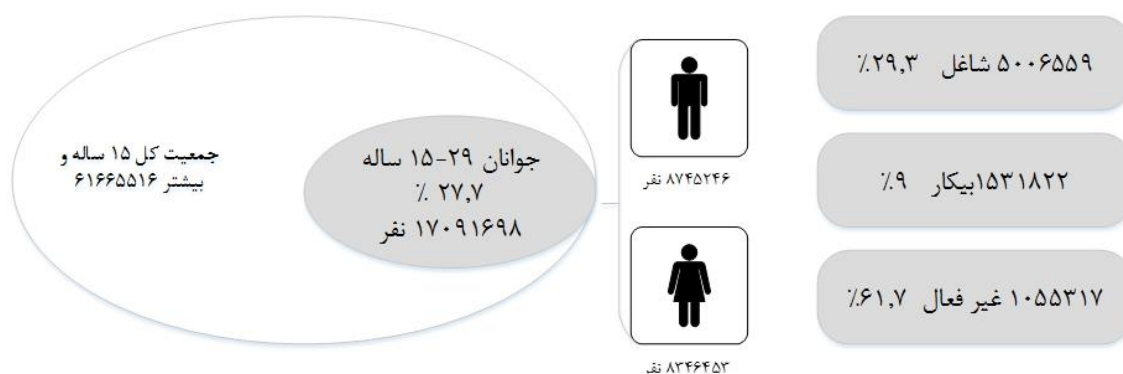 جمعیت کل ۱۵ ساله و
بیشتر ۶۱۶۶۵۵۱۶
جوانان ۲۹-۱۵ ساله
۲۷,۷ ٪
۱۷۰۹۱۶۹۸ نفر
۸۷۴۵۲۴۶ نفر
۸۳۴۶۴۵۳ نفر
۵۰۰۶۵۵۹ شاغل ۲۹,۳٪
۱۵۳۱۸۲۲بیکار ۹٪
۱۰۵۵۳۱۷ غیر فعال ۶۱,۷٪